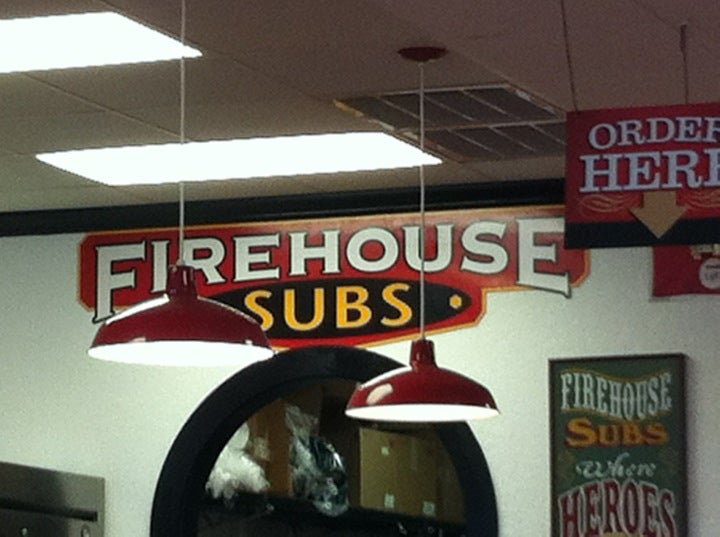 FIREHOUSE
SUBS
ORDER
HERE
FIREHOUSE
SUBS
Where
HEROES